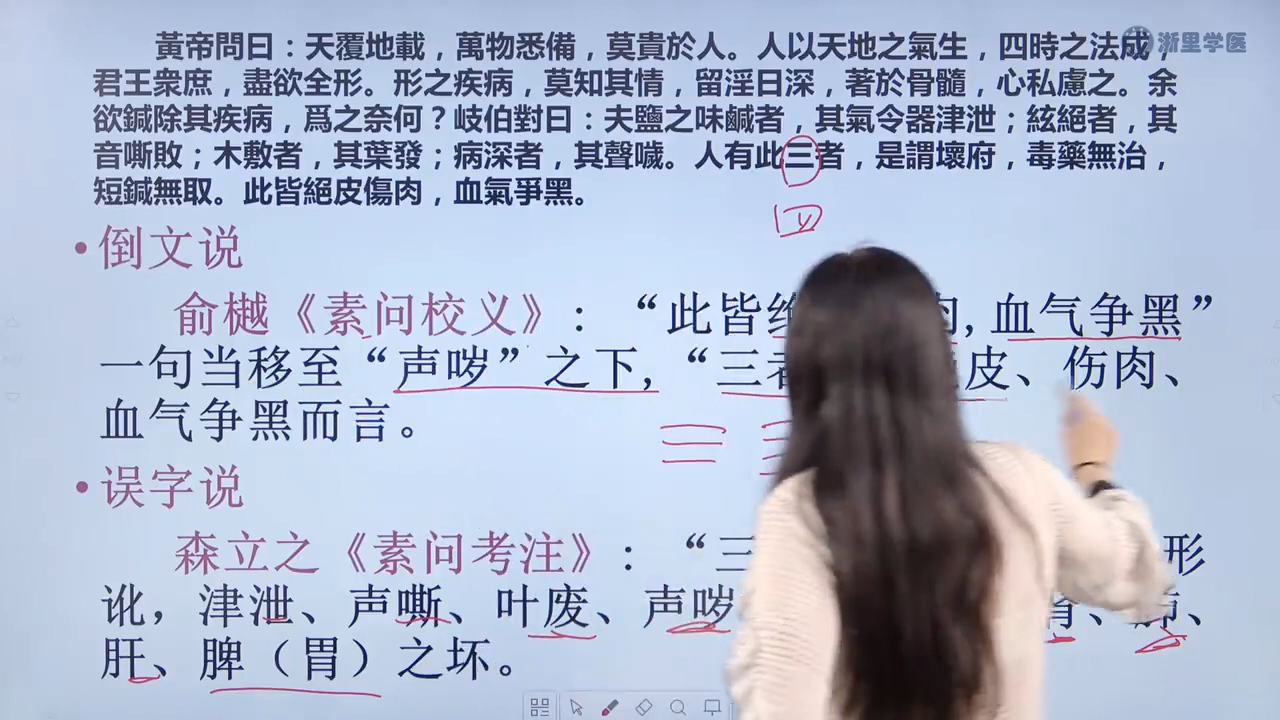 黃帝問曰：天覆地載，萬物悉備，莫貴於人。人以天地之氣生，四時之法成，
浙里学医
君王衆庶，盡欲全形。形之疾病，莫知其情，留淫日深，著於骨髓，心私慮之。余
欲鍼除其疾病，爲之奈何？岐伯對曰：夫鹽之味鹹者，其氣令器津泄；絃絕者，其
音嘶敗；木敷者，其葉發；病深者，其聲噦。人有此三者，是謂壞府，毒藥無治，
短鍼無取。此皆絕皮傷肉，血氣爭黑。
四
•倒文说
俞樾《素问校义》：“此皆绝 肉,血气争黑”
一句当移至“声哕”之下,“三者 皮、伤肉、
血气争黑而言。
三
•误字说
森立之《素问考注》：“三 形
讹，津泄、声嘶、叶废、声哕 肾、肺、
肝、脾（胃）之坏。